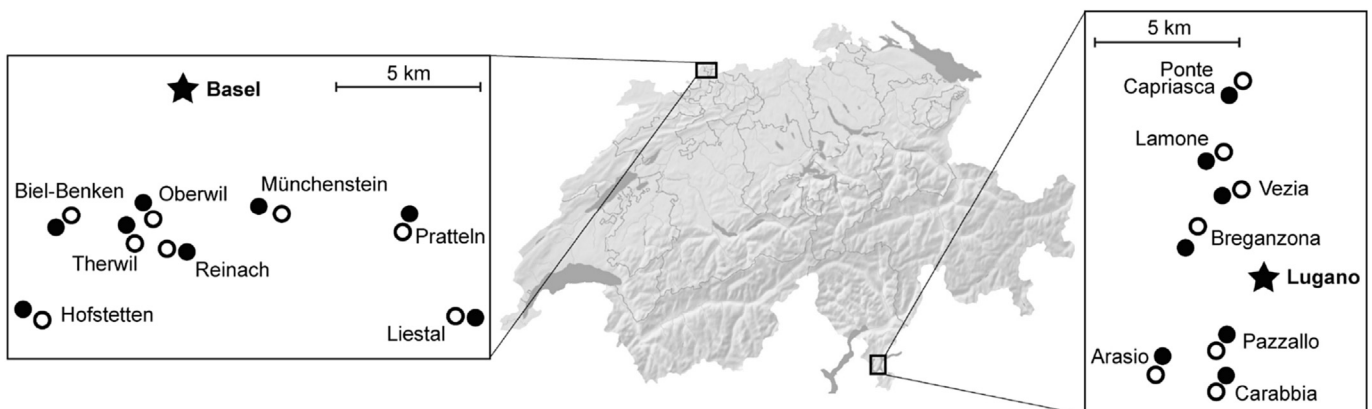 5 km
Basel
Biel-Benken
Oberwil
Münchenstein
Pratteln
Therwil
Reinach
Hofstetten
Liestal
5 km
Ponte
Capriasca
Lamone
Vezia
Breganzona
Lugano
Pazzallo
Arasio
Carabbia